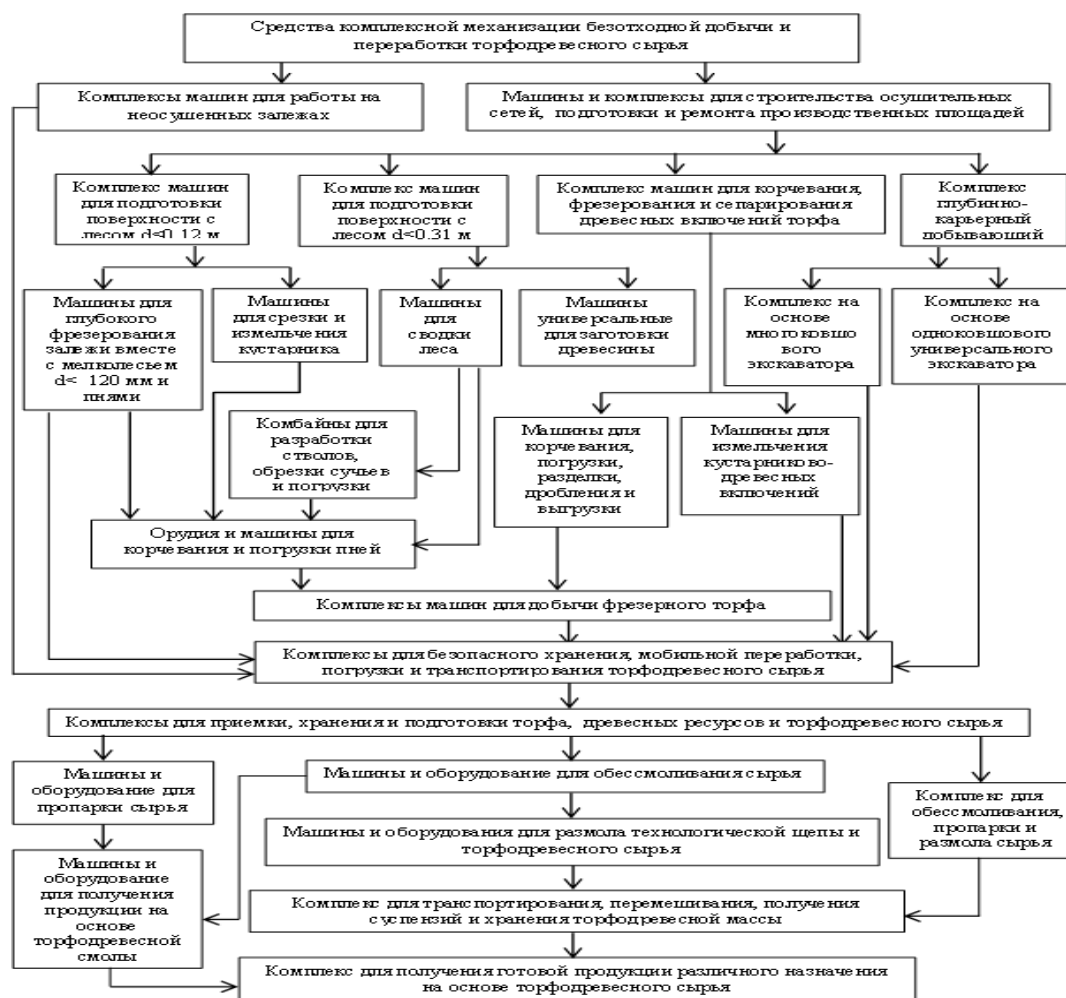 Средства комплексной механизации безотходной добычи и
переработки торфодревесного сырья
Комплексы машин для работы на
неосушенных залежах
Машины и комплексы для строительства осушительных
сетей, подготовки и ремонта производственных площадей
Комплекс машин
для подготовки
поверхности с
лесом d<0.12 м
Комплекс машин
для подготовки
поверхности с
лесом d<0.31 м
Комплекс машин для корчевания,
фрезерования и сепарирования
древесных включений торфа
Комплекс
глубинно-
карьерный
добывающий
Машины для
глубокого
фрезерования
залежи вместе
с мелколесьем
d< 120 мм и
пнями
Машины
для срезки и
измельчения
кустарника
Машины
для
сводки
леса
Машины
универсальные
для заготовки
древесины
Комплекс на
основе
многоковшо
вого
экскаватора
Комплекс на
основе
одноковшового
универсального
экскаватора
Комбайны для
разработки
стволов,
обрезки сучьев
и погрузки
Машины для
корчевания,
погрузки,
разделки,
дробления и
выгрузки
Машины для
измельчения
кустарниково-
древесных
включений
Орудия и машины для
корчевания и погрузки пней
Комплексы машин для добычи фрезерного торфа
Комплексы для безопасного хранения, мобильной переработки,
погрузки и транспортирования торфодревесного сырья
Комплексы для приемки, хранения и подготовки торфа, древесных ресурсов и торфодревесного сырья
Машины и
оборудование для
пропарки сырья
Машины и оборудование для обессмоливания сырья
Комплекс для
обессмоливания,
пропарки и
размола сырья
Машины и оборудования для размола технологической щепы и
торфодревесного сырья
Машины и
оборудование
для получения
продукции на
основе
торфодревесной
смолы
Комплекс для транспортирования, перемешивания, получения
суспензий и хранения торфодревесной массы
Комплекс для получения готовой продукции различного назначения
на основе торфодревесного сырья